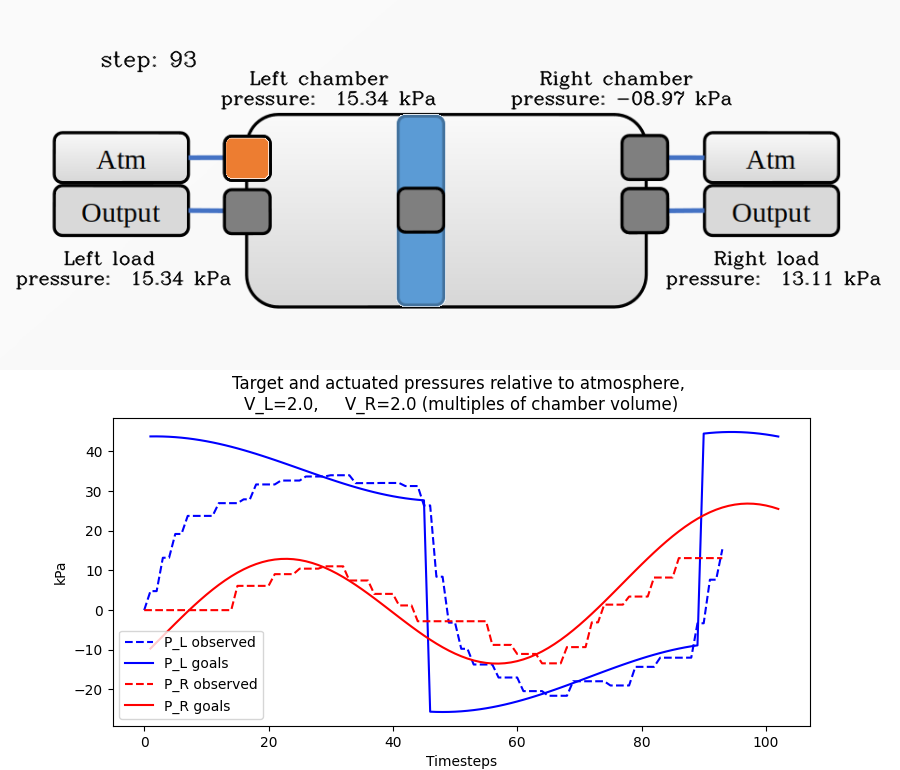 step: 93
Left chamber
pressure:  15.34 kPa
Right chamber
pressure: −08.97 kPa
Atm
Output
Atm
Output
Left load
pressure:  15.34 kPa
Right load
pressure:  13.11 kPa
Target and actuated pressures relative to atmosphere,
V_L=2.0,     V_R=2.0 (multiples of chamber volume)
kPa
40
30
20
10
0
−10
−20
P_L observed
P_L goals
P_R observed
P_R goals
0 20 40 60 80 100
Timesteps